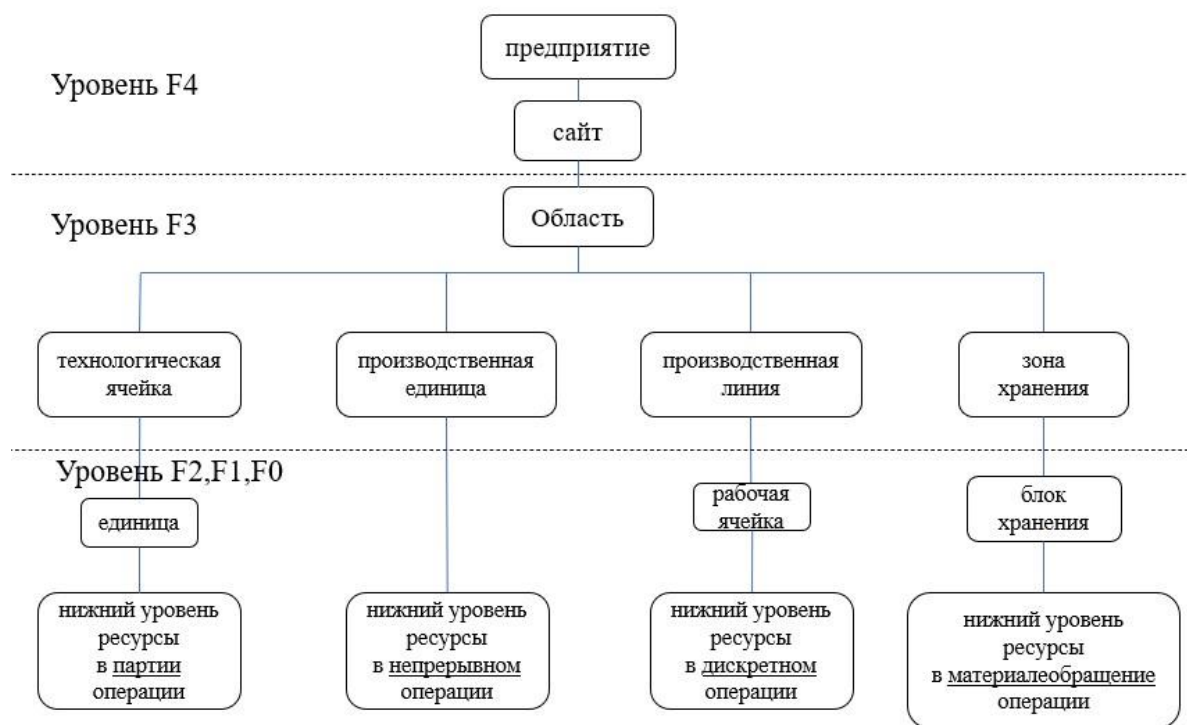 предприятие
Уровень F4
сайт
Уровень F3
Область
технологическая
ячейка
производственная
единица
производственная
линия
зона
хранения
Уровень F2,F1,F0
единица
рабочая
ячейка
блок
хранения
нижний уровень
ресурсы
в партии
операции
нижний уровень
ресурсы
в непрерывном
операции
нижний уровень
ресурсы
в дискретном
операции
нижний уровень
ресурсы
в материалеобращение
операции